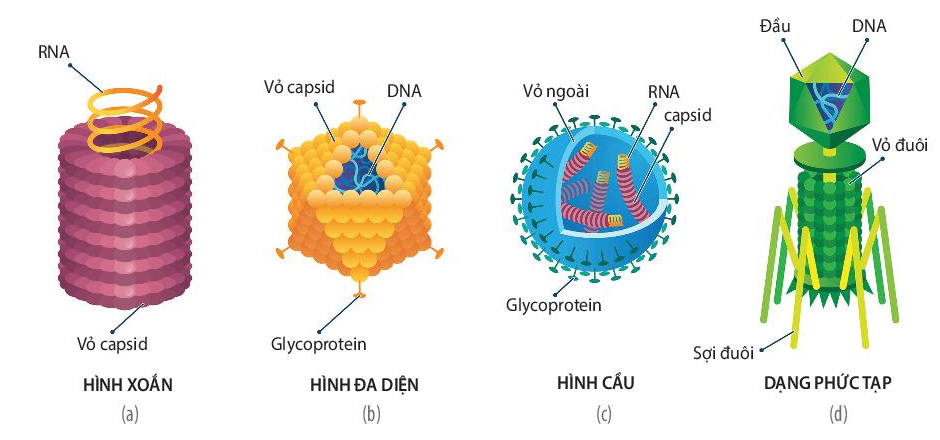 RNA
Vỏ capsid
HÌNH XOẮN
(a)
Vỏ capsid
DNA
Glycoprotein
HÌNH ĐA DIỆN
(b)
Vỏ ngoài
RNA
capsid
Glycoprotein
HÌNH CẦU
(c)
Đầu
DNA
Vỏ đuôi
Sợi đuôi
DẠNG PHỨC TẠP
(d)